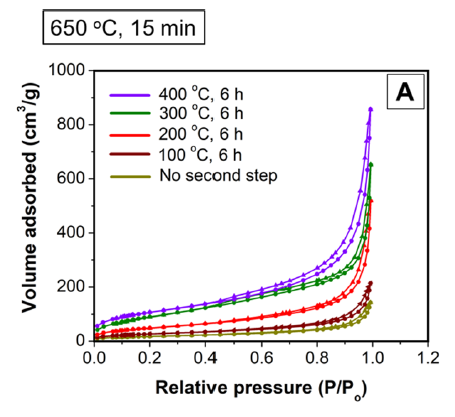 650 °C, 15 min
A
400 °C, 6 h
300 °C, 6 h
200 °C, 6 h
100 °C, 6 h
No second step
Volume adsorbed (cm³/g)
1000
800
600
400
200
0
0.0 0.2 0.4 0.6 0.8 1.0 1.2
Relative pressure (P/Pₒ)